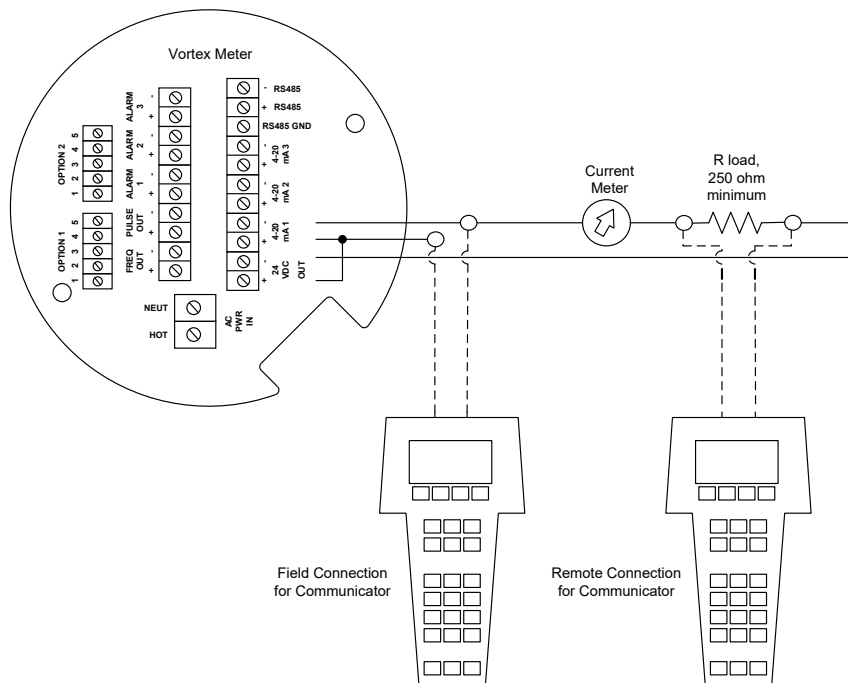 Vortex Meter
OPTION 2
1 2 3 4 5
OPTION 1
1 2 3 4 5
ALARM 3
+ -
ALARM 2
+ -
ALARM 1
+ -
PULSE OUT
+ -
FREQ OUT
+ -
- RS485
+ RS485
RS485 GND
- 4-20 mA 3
+
- 4-20 mA 2
+
- 4-20 mA 1
+
- 24 VDC OUT
+
NEUT
HOT
AC PWR IN
Current
Meter
R load,
250 ohm
minimum
Field Connection
for Communicator
Remote Connection
for Communicator